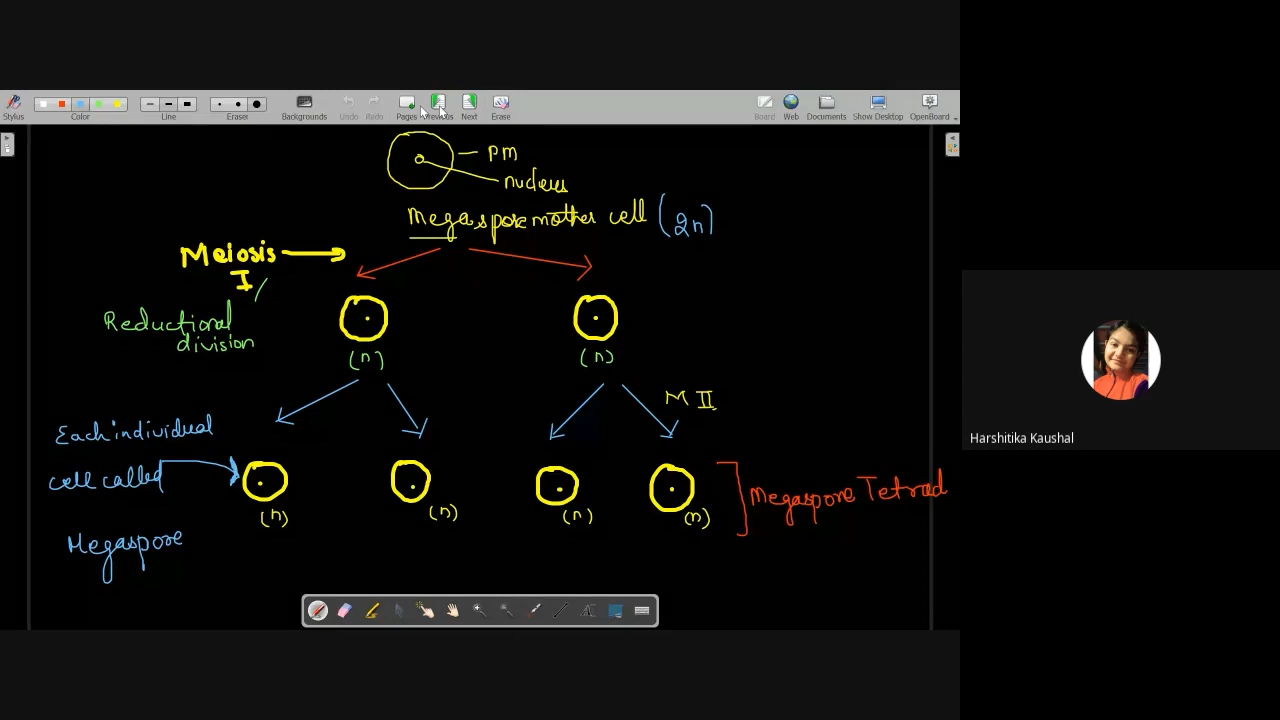 Stylus
Color
Line
Eraser
Backgrounds
Undo
Redo
Pages
Previous
Next
Erase
Board
Web
Documents
Show Desktop
OpenBoard
pm
nucleus
Megaspore mother cell (2n)
Meiosis
I
Reductional
division
(n)
(n)
M II
Each individual
cell called
Megaspore
(n)
(n)
(n)
(n)
Megaspore Tetrad
Harshitika Kaushal